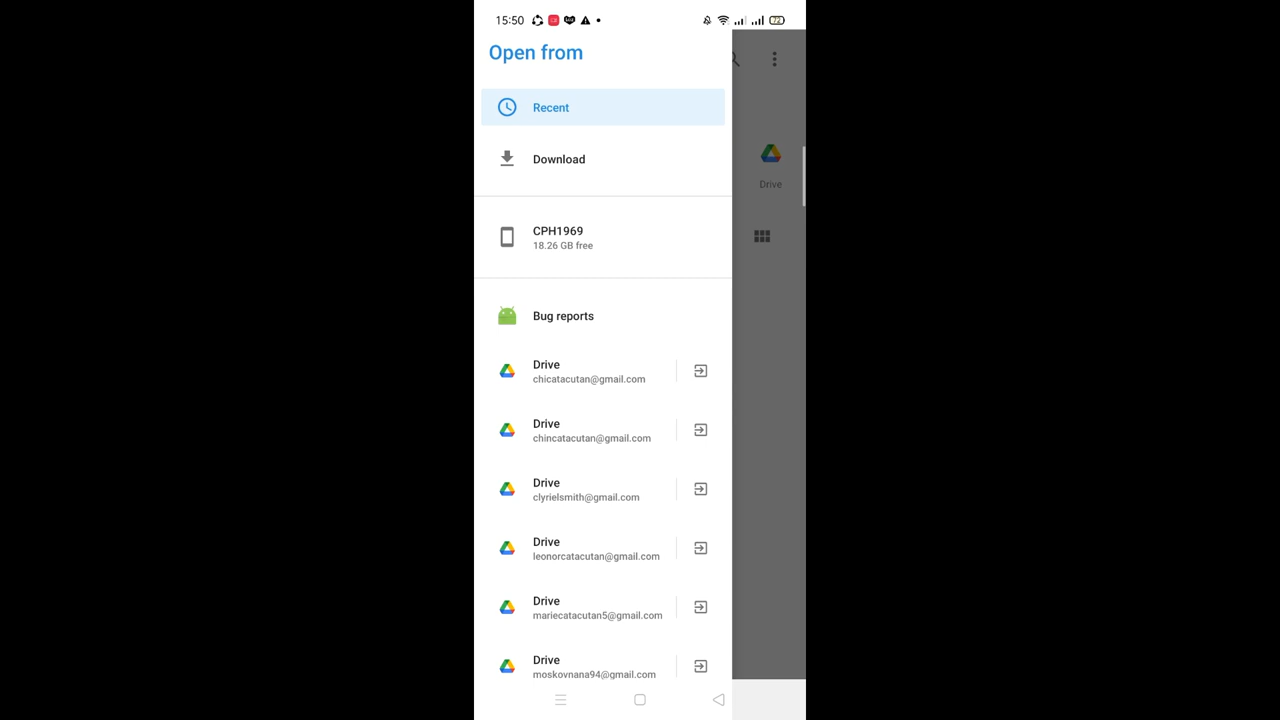 15:50
72
Open from
Recent
Download
Drive
CPH1969
18.26 GB free
Bug reports
Drive
chicatacutan@gmail.com
Drive
chincatacutan@gmail.com
Drive
clyrielsmith@gmail.com
Drive
leonorcatacutan@gmail.com
Drive
mariecatacutan5@gmail.com
Drive
moskovnana94@gmail.com